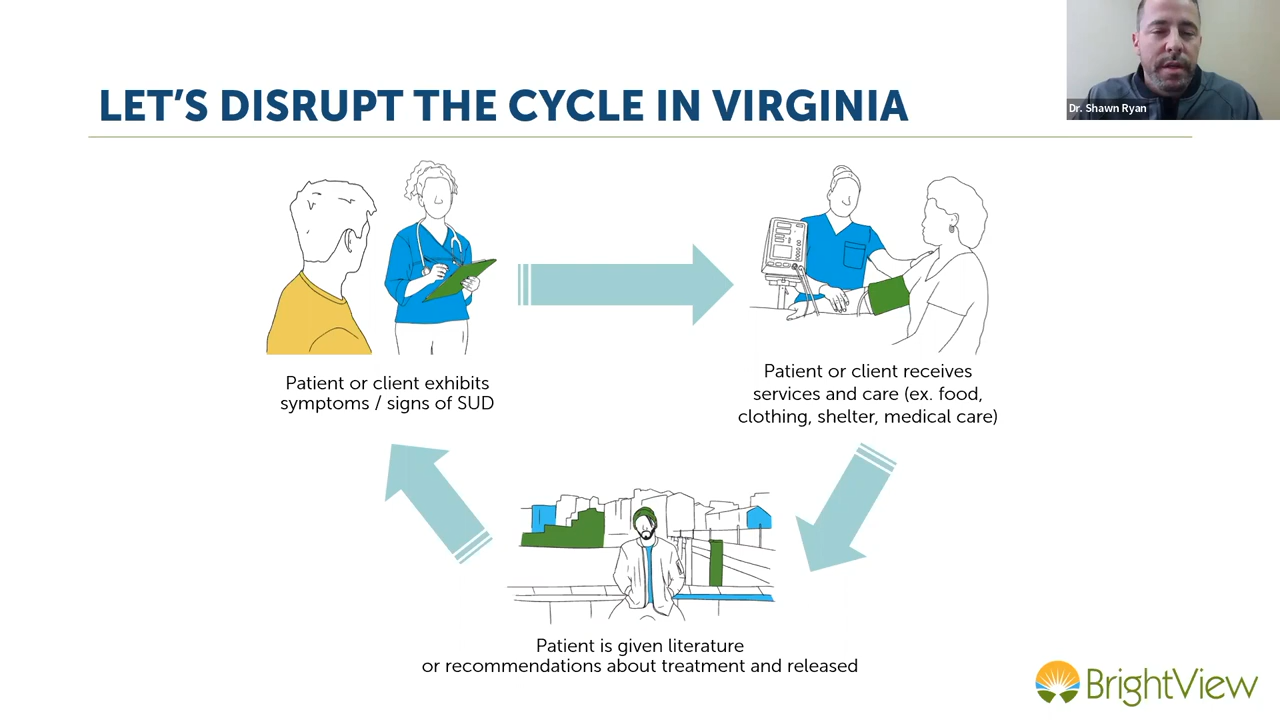 LET'S DISRUPT THE CYCLE IN VIRGINIA
Dr. Shawn Ryan
Patient or client exhibits
symptoms / signs of SUD
Patient or client receives
services and care (ex. food,
clothing, shelter, medical care)
Patient is given literature
or recommendations about treatment and released
BrightView